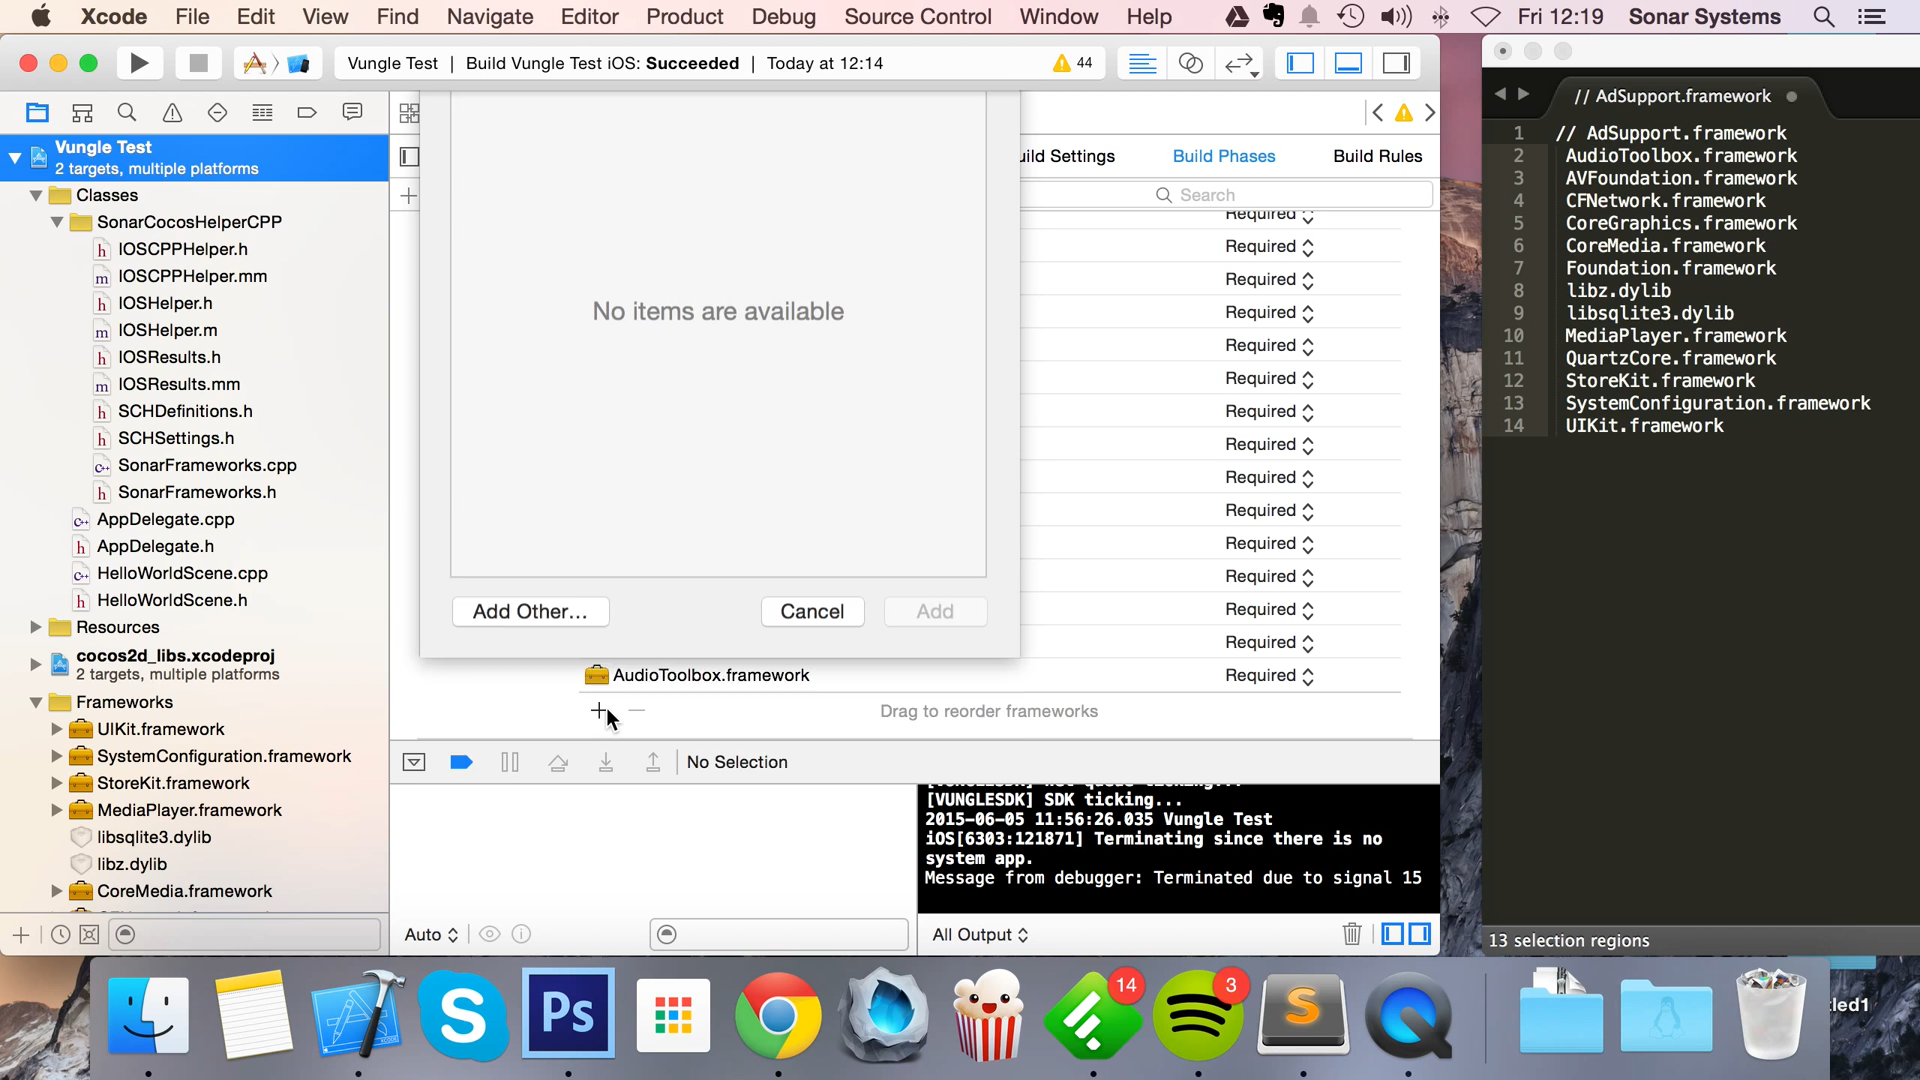 Xcode File Edit View Find Navigate Editor Product Debug Source Control Window Help Fri 12:19 Sonar Systems
Vungle Test | Build Vungle Test iOS: Succeeded | Today at 12:14 44
// AdSupport.framework
Vungle Test
2 targets, multiple platforms
Classes
SonarCocosHelperCPP
IOSCPPHelper.h
IOSCPPHelper.mm
IOSHelper.h
IOSHelper.m
IOSResults.h
IOSResults.mm
SCHDefinitions.h
SCHSettings.h
SonarFrameworks.cpp
SonarFrameworks.h
AppDelegate.cpp
AppDelegate.h
HelloWorldScene.cpp
HelloWorldScene.h
Resources
cocos2d_libs.xcodeproj
2 targets, multiple platforms
Frameworks
UIKit.framework
SystemConfiguration.framework
StoreKit.framework
MediaPlayer.framework
libsqlite3.dylib
libz.dylib
CoreMedia.framework
uild Settings Build Phases Build Rules
Search
No items are available
Add Other... Cancel Add
Required
Required
Required
Required
Required
Required
Required
Required
Required
Required
Required
Required
Required
Required
AudioToolbox.framework Required
Drag to reorder frameworks
No Selection
[VUNGLESDK] SDK ticking...
2015-06-05 11:56:26.035 Vungle Test
iOS[6303:121871] Terminating since there is no
system app.
Message from debugger: Terminated due to signal 15
Auto
All Output
1 // AdSupport.framework
2 AudioToolbox.framework
3 AVFoundation.framework
4 CFNetwork.framework
5 CoreGraphics.framework
6 CoreMedia.framework
7 Foundation.framework
8 libz.dylib
9 libsqlite3.dylib
10 MediaPlayer.framework
11 QuartzCore.framework
12 StoreKit.framework
13 SystemConfiguration.framework
14 UIKit.framework
13 selection regions
Ps
14
3
tled1